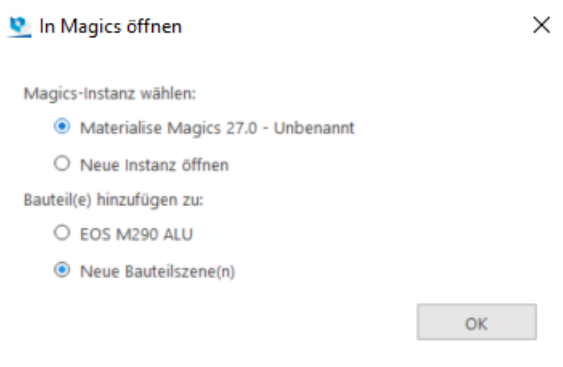 In Magics öffnen
Magics-Instanz wählen:
Materialise Magics 27.0 - Unbenannt
Neue Instanz öffnen
Bauteil(e) hinzufügen zu:
EOS M290 ALU
Neue Bauteilszene(n)
OK